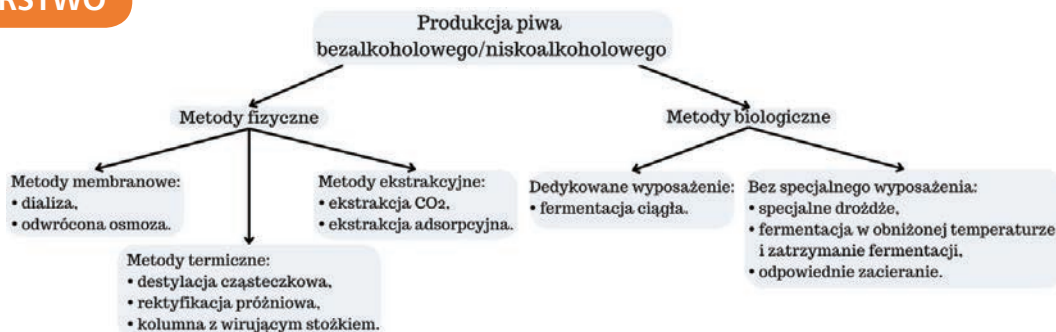 Produkcja piwa
bezalkoholowego/niskoalkoholowego
Metody fizyczne
Metody biologiczne
Metody membranowe:
• dializa,
• odwrócona osmoza.
Metody ekstrakcyjne:
• ekstrakcja CO2,
• ekstrakcja adsorpcyjna.
Metody termiczne:
• destylacja cząsteczkowa,
• rektyfikacja próżniowa,
• kolumna z wirującym stożkiem.
Dedykowane wyposażenie:
• fermentacja ciągła.
Bez specjalnego wyposażenia:
• specjalne drożdże,
• fermentacja w obniżonej temperaturze
i zatrzymanie fermentacji,
• odpowiednie zacieranie.